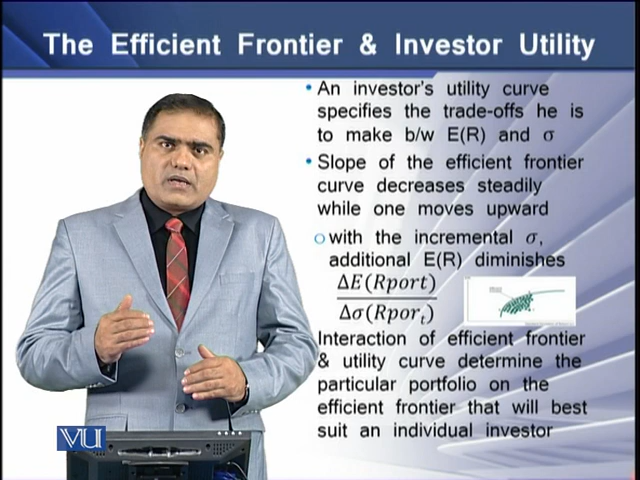 The Efficient Frontier & Investor Utility
• An investor's utility curve
specifies the trade-offs he is
to make b/w E(R) and σ
• Slope of the efficient frontier
curve decreases steadily
while one moves upward
○ with the incremental σ,
additional E(R) diminishes
ΔE(Rport)
Δσ(Rpor_t)
Interaction of efficient frontier
& utility curve determine the
particular portfolio on the
efficient frontier that will best
suit an individual investor
VU